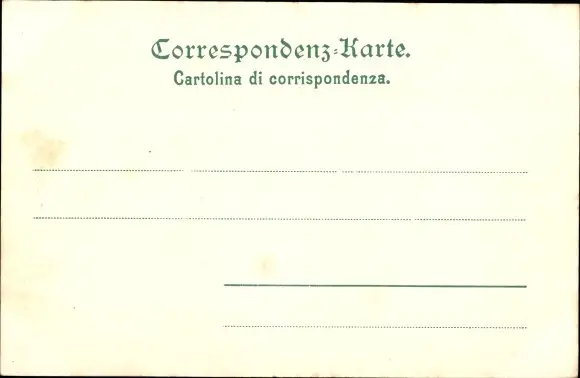 Correspondenz-Karte.
Cartolina di corrispondenza.